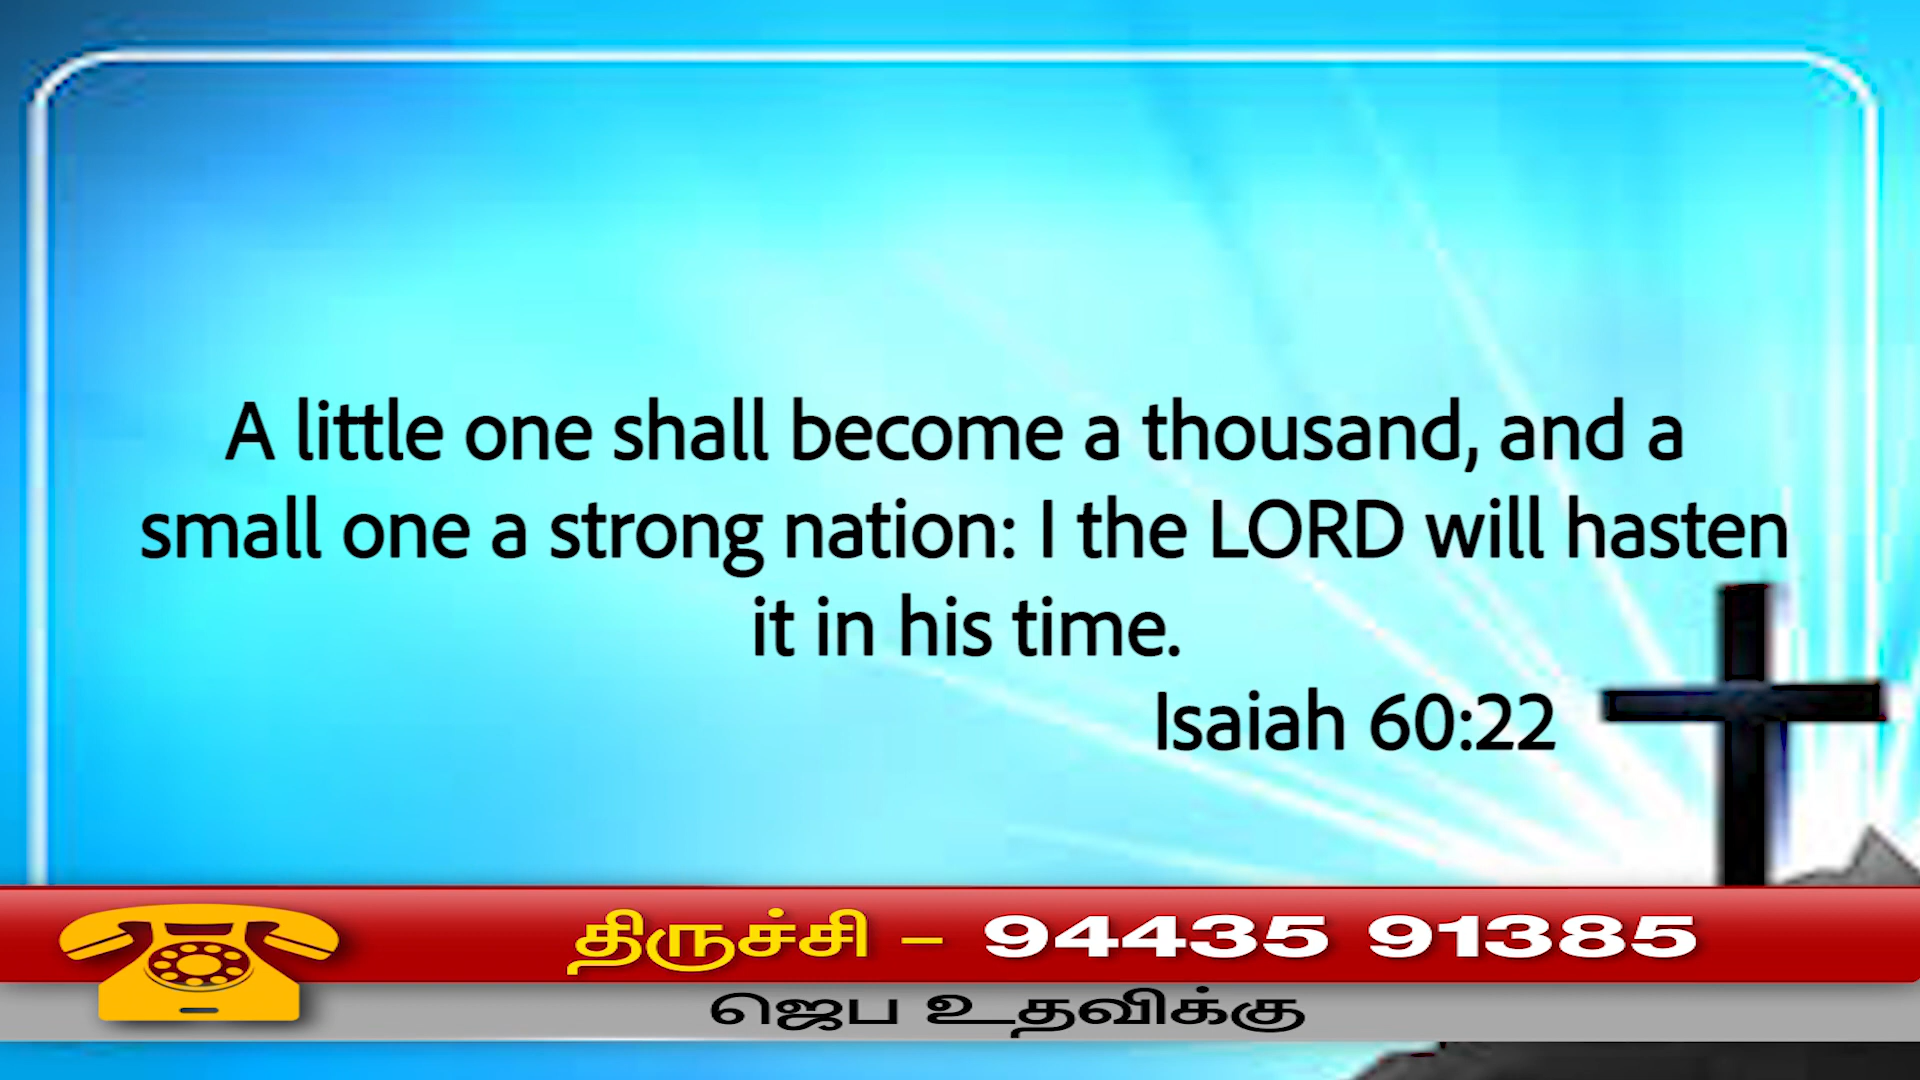 A little one shall become a thousand, and a
small one a strong nation: I the LORD will hasten
it in his time.
Isaiah 60:22
திருச்சி – 94435 91385
ஜெப உதவிக்கு